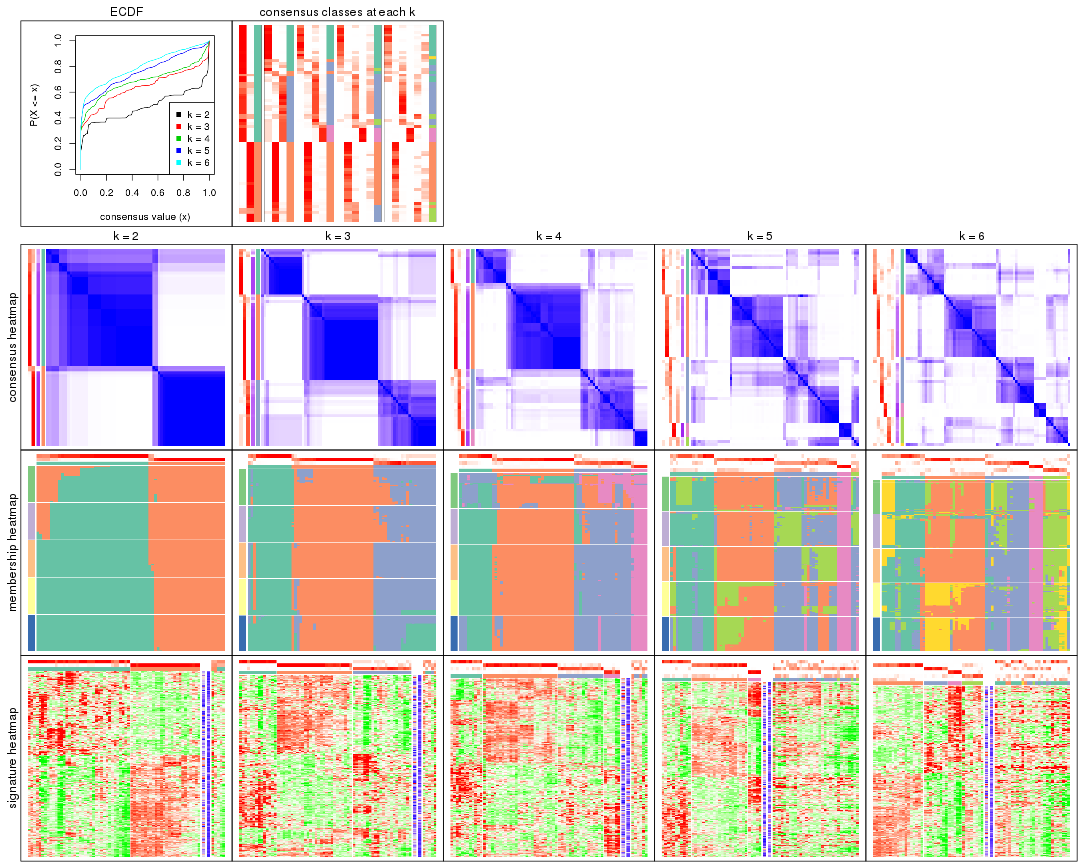 ECDF
consensus classes at each k
P(X <= x)
0.0 0.2 0.4 0.6 0.8 1.0
k = 2
k = 3
k = 4
k = 5
k = 6
0.0 0.2 0.4 0.6 0.8 1.0
consensus value (x)
k = 2
k = 3
k = 4
k = 5
k = 6
consensus heatmap
membership heatmap
signature heatmap